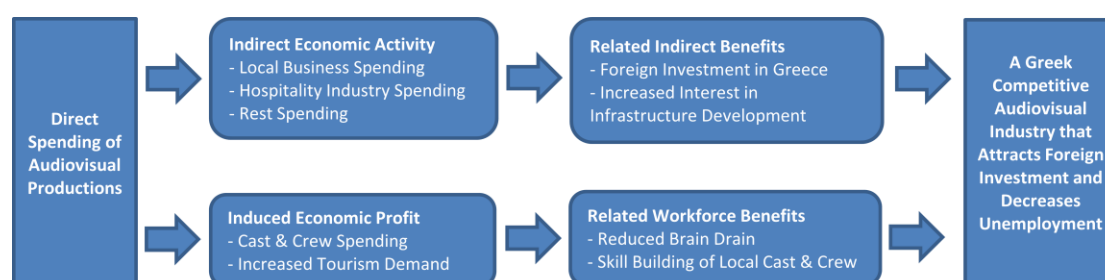 Direct
Spending of
Audiovisual
Productions
Indirect Economic Activity
- Local Business Spending
- Hospitality Industry Spending
- Rest Spending
Related Indirect Benefits
- Foreign Investment in Greece
- Increased Interest in
Infrastructure Development
Induced Economic Profit
- Cast & Crew Spending
- Increased Tourism Demand
Related Workforce Benefits
- Reduced Brain Drain
- Skill Building of Local Cast & Crew
A Greek
Competitive
Audiovisual
Industry that
Attracts Foreign
Investment and
Decreases
Unemployment